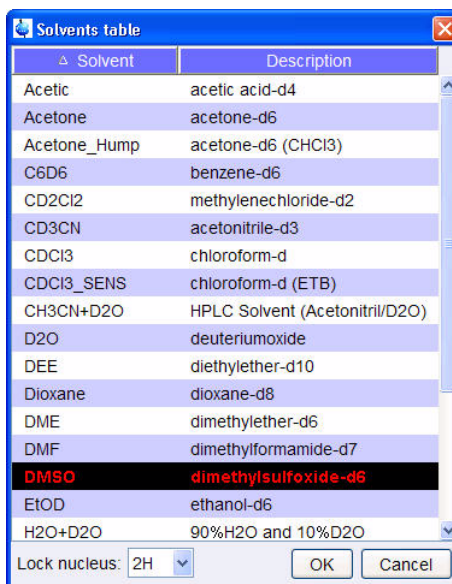 Solvents table
Δ Solvent Description
Acetic acetic acid-d4
Acetone acetone-d6
Acetone_Hump acetone-d6 (CHCl3)
C6D6 benzene-d6
CD2Cl2 methylenechloride-d2
CD3CN acetonitrile-d3
CDCl3 chloroform-d
CDCl3_SENS chloroform-d (ETB)
CH3CN+D2O HPLC Solvent (Acetonitril/D2O)
D2O deuteriumoxide
DEE diethylether-d10
Dioxane dioxane-d8
DME dimethylether-d6
DMF dimethylformamide-d7
DMSO dimethylsulfoxide-d6
EtOD ethanol-d6
H2O+D2O 90%H2O and 10%D2O
Lock nucleus: 2H OK Cancel